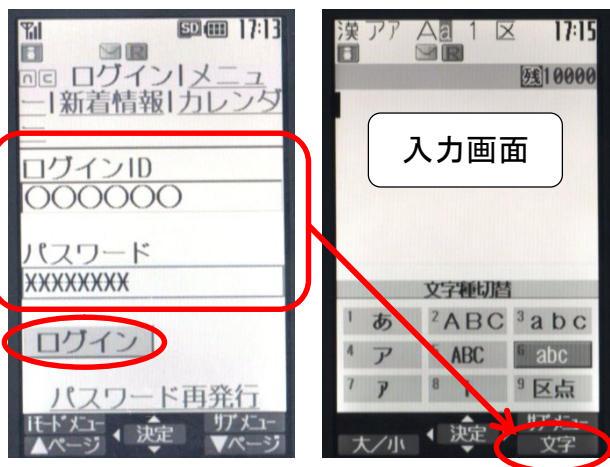 17:13
ログイン|メニュ
ー|新着情報|カレンダ
ー
ログインID
○○○○○○
パスワード
XXXXXXXX
ログイン
パスワード再発行
iモードメニュー
▲ページ
決定
サブメニュー
▼ページ
漢 アア Aa 1 区 17:15
残10000
入力画面
文字種切替
1 あ 2 ABC 3 abc
4 ア 5 ABC 6 abc
7 ア 8 1 9 区点
大/小
決定
サブメニュー
文字